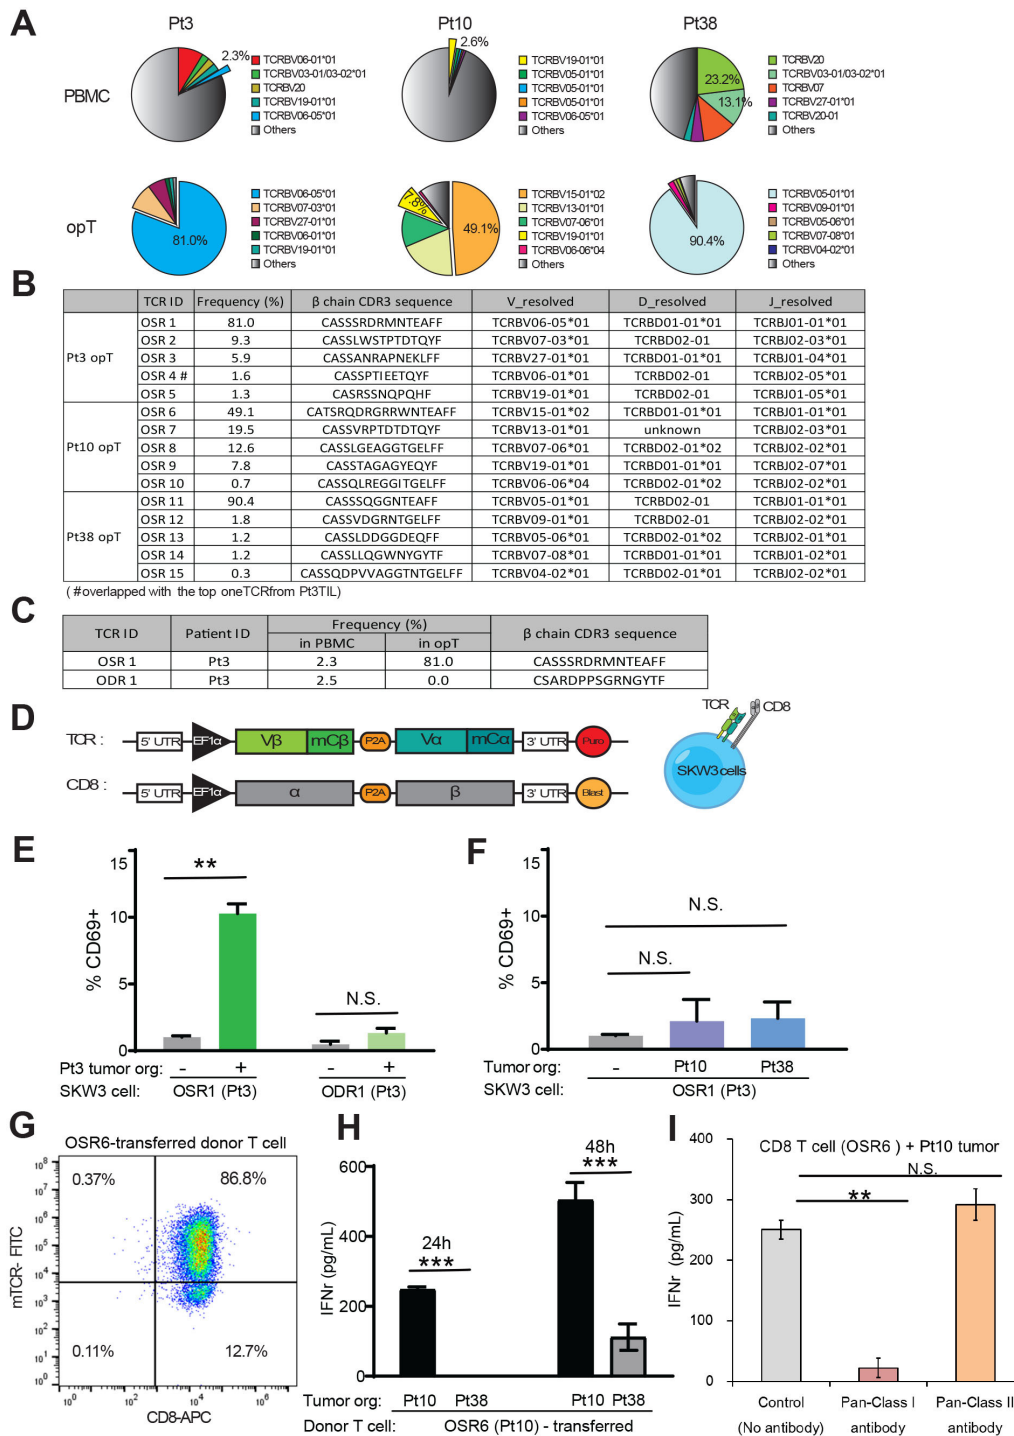 A
Pt3 Pt10 Pt38
PBMC
2.3%
TCRBV06-01*01
TCRBV03-01/03-02*01
TCRBV20
TCRBV19-01*01
TCRBV06-05*01
Others
2.6%
TCRBV19-01*01
TCRBV05-01*01
TCRBV05-01*01
TCRBV05-01*01
TCRBV06-05*01
Others
23.2%
13.1%
TCRBV20
TCRBV03-01/03-02*01
TCRBV07
TCRBV27-01*01
TCRBV20-01
Others
opT
81.0%
TCRBV06-05*01
TCRBV07-03*01
TCRBV27-01*01
TCRBV06-01*01
TCRBV19-01*01
Others
7.8%
49.1%
TCRBV15-01*02
TCRBV13-01*01
TCRBV07-06*01
TCRBV19-01*01
TCRBV06-06*04
Others
90.4%
TCRBV05-01*01
TCRBV09-01*01
TCRBV05-06*01
TCRBV07-08*01
TCRBV04-02*01
Others
B
TCR ID Frequency (%) β chain CDR3 sequence V_resolved D_resolved J_resolved
Pt3 opT
OSR 1 81.0 CASSSRDRMNTEAFF TCRBV06-05*01 TCRBD01-01*01 TCRBJ01-01*01
OSR 2 9.3 CASSLWSTPTDTQYF TCRBV07-03*01 TCRBD02-01 TCRBJ02-03*01
OSR 3 5.9 CASSANRAPNEKLFF TCRBV27-01*01 TCRBD01-01*01 TCRBJ01-04*01
OSR 4 # 1.6 CASSPTIEETQYF TCRBV06-01*01 TCRBD02-01 TCRBJ02-05*01
OSR 5 1.3 CASRSSNQPQHF TCRBV19-01*01 TCRBD02-01 TCRBJ01-05*01
Pt10 opT
OSR 6 49.1 CATSRQDRGRRWNTEAFF TCRBV15-01*02 TCRBD01-01*01 TCRBJ01-01*01
OSR 7 19.5 CASSVRPTDTDTQYF TCRBV13-01*01 unknown TCRBJ02-03*01
OSR 8 12.6 CASSLGEAGGTGELFF TCRBV07-06*01 TCRBD02-01*02 TCRBJ02-02*01
OSR 9 7.8 CASSTAGAGYEQYF TCRBV19-01*01 TCRBD01-01*01 TCRBJ02-07*01
OSR 10 0.7 CASSQLREGGITGELFF TCRBV06-06*04 TCRBD02-01*02 TCRBJ02-02*01
Pt38 opT
OSR 11 90.4 CASSSQGGNTEAFF TCRBV05-01*01 TCRBD02-01 TCRBJ01-01*01
OSR 12 1.8 CASSVDGRNTGELFF TCRBV09-01*01 TCRBD02-01 TCRBJ02-02*01
OSR 13 1.2 CASSLDDGGDEQFF TCRBV05-06*01 TCRBD02-01*02 TCRBJ02-01*01
OSR 14 1.2 CASSLLQGWNYGYTF TCRBV07-08*01 TCRBD01-01*01 TCRBJ01-02*01
OSR 15 0.3 CASSQDPVVAGGTNTGELFF TCRBV04-02*01 TCRBD02-01*01 TCRBJ02-02*01
( #overlapped with the top oneTCRfrom Pt3TIL)
C
TCR ID Patient ID Frequency (%) β chain CDR3 sequence
in PBMC in opT
OSR 1 Pt3 2.3 81.0 CASSSRDRMNTEAFF
ODR 1 Pt3 2.5 0.0 CSARDPPSGRNGYTF
D
TCR : 5' UTR EF1α Vβ mCβ P2A Vα mCα 3' UTR Puro
CD8 : 5' UTR EF1α α P2A β 3' UTR Blast
TCR CD8
SKW3 cells
E
% CD69+
15
10
5
0
**
N.S.
Pt3 tumor org: - + - +
SKW3 cell: OSR1 (Pt3) ODR1 (Pt3)
F
% CD69+
15
10
5
0
N.S.
N.S.
Tumor org: - Pt10 Pt38
SKW3 cell: OSR1 (Pt3)
G
OSR6-transferred donor T cell
mTCR- FITC
10⁸
10⁷
10⁶
10⁵
10⁴
10³
10²
10¹
10⁰
0.37% 86.8%
0.11% 12.7%
10⁰ 10² 10⁴ 10⁶
CD8-APC
H
IFNr (pg/mL)
600
400
200
0
48h
***
24h
***
Tumor org: Pt10 Pt38 Pt10 Pt38
Donor T cell: OSR6 (Pt10) - transferred
I
CD8 T cell (OSR6 ) + Pt10 tumor
IFNr (pg/mL)
400
300
200
100
0
N.S.
**
Control Pan-Class I Pan-Class II
(No antibody) antibody antibody